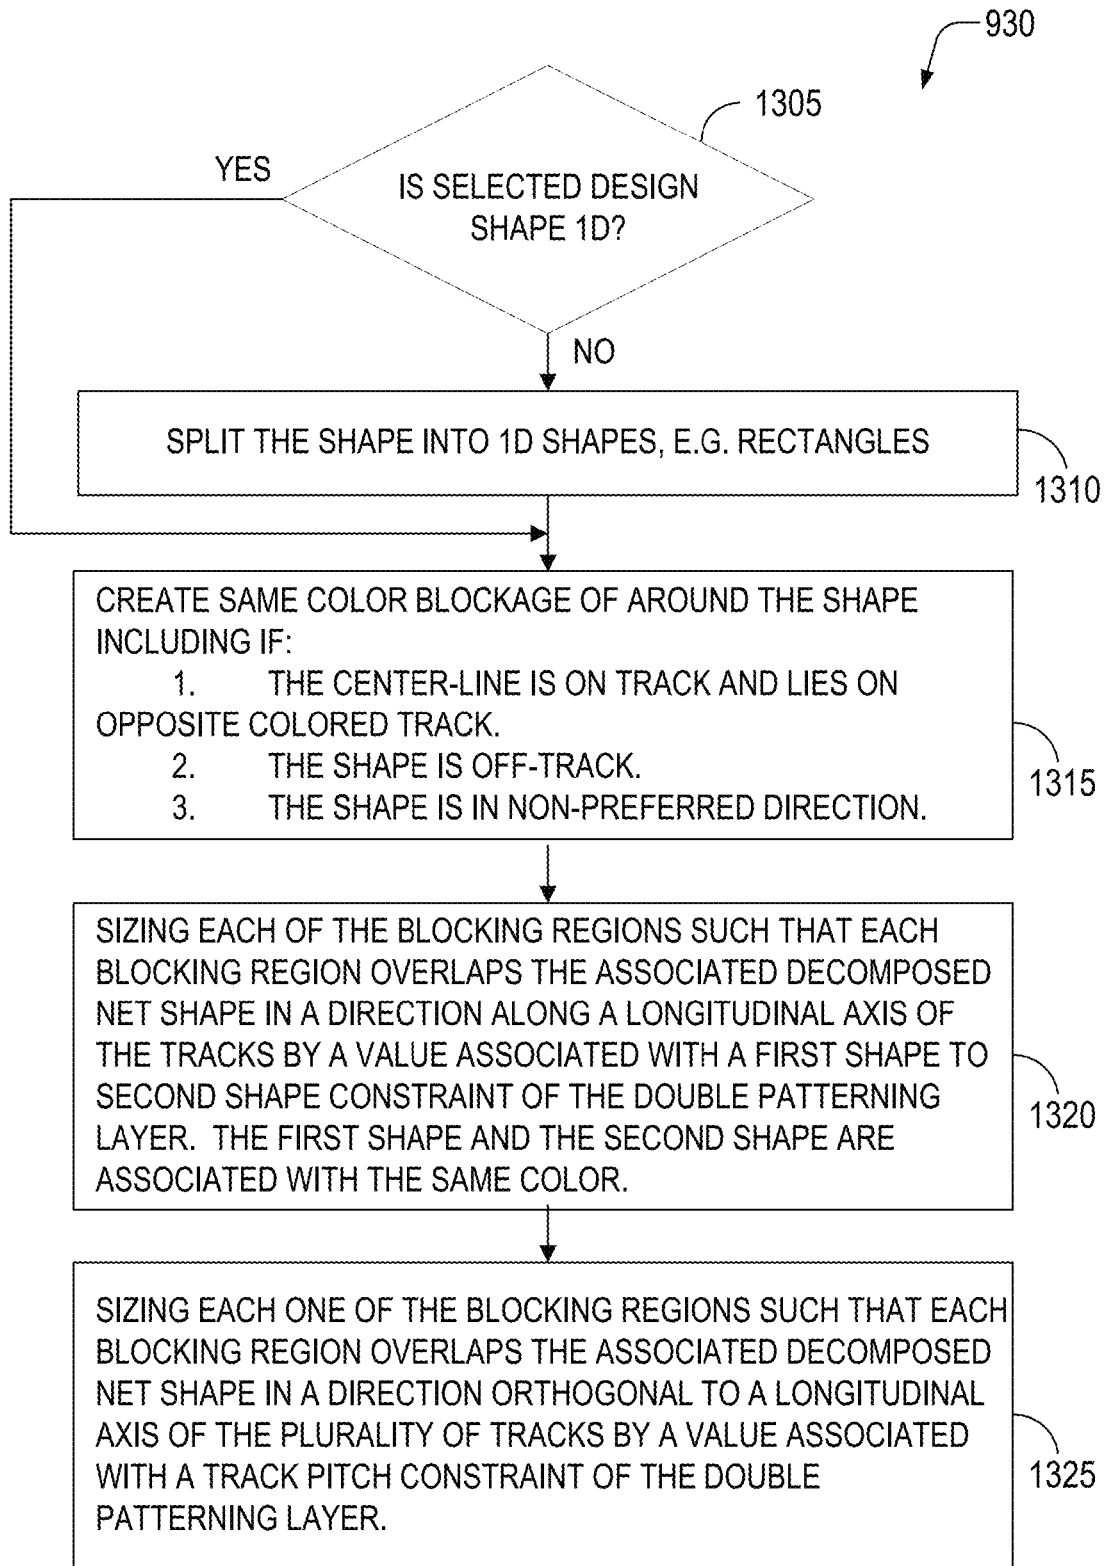 930
1305
YES
IS SELECTED DESIGN
SHAPE 1D?
NO
SPLIT THE SHAPE INTO 1D SHAPES, E.G. RECTANGLES
1310
CREATE SAME COLOR BLOCKAGE OF AROUND THE SHAPE
INCLUDING IF:
1. THE CENTER-LINE IS ON TRACK AND LIES ON
OPPOSITE COLORED TRACK.
2. THE SHAPE IS OFF-TRACK.
3. THE SHAPE IS IN NON-PREFERRED DIRECTION.
1315
SIZING EACH OF THE BLOCKING REGIONS SUCH THAT EACH
BLOCKING REGION OVERLAPS THE ASSOCIATED DECOMPOSED
NET SHAPE IN A DIRECTION ALONG A LONGITUDINAL AXIS OF
THE TRACKS BY A VALUE ASSOCIATED WITH A FIRST SHAPE TO
SECOND SHAPE CONSTRAINT OF THE DOUBLE PATTERNING
LAYER. THE FIRST SHAPE AND THE SECOND SHAPE ARE
ASSOCIATED WITH THE SAME COLOR.
1320
SIZING EACH ONE OF THE BLOCKING REGIONS SUCH THAT EACH
BLOCKING REGION OVERLAPS THE ASSOCIATED DECOMPOSED
NET SHAPE IN A DIRECTION ORTHOGONAL TO A LONGITUDINAL
AXIS OF THE PLURALITY OF TRACKS BY A VALUE ASSOCIATED
WITH A TRACK PITCH CONSTRAINT OF THE DOUBLE
PATTERNING LAYER.
1325